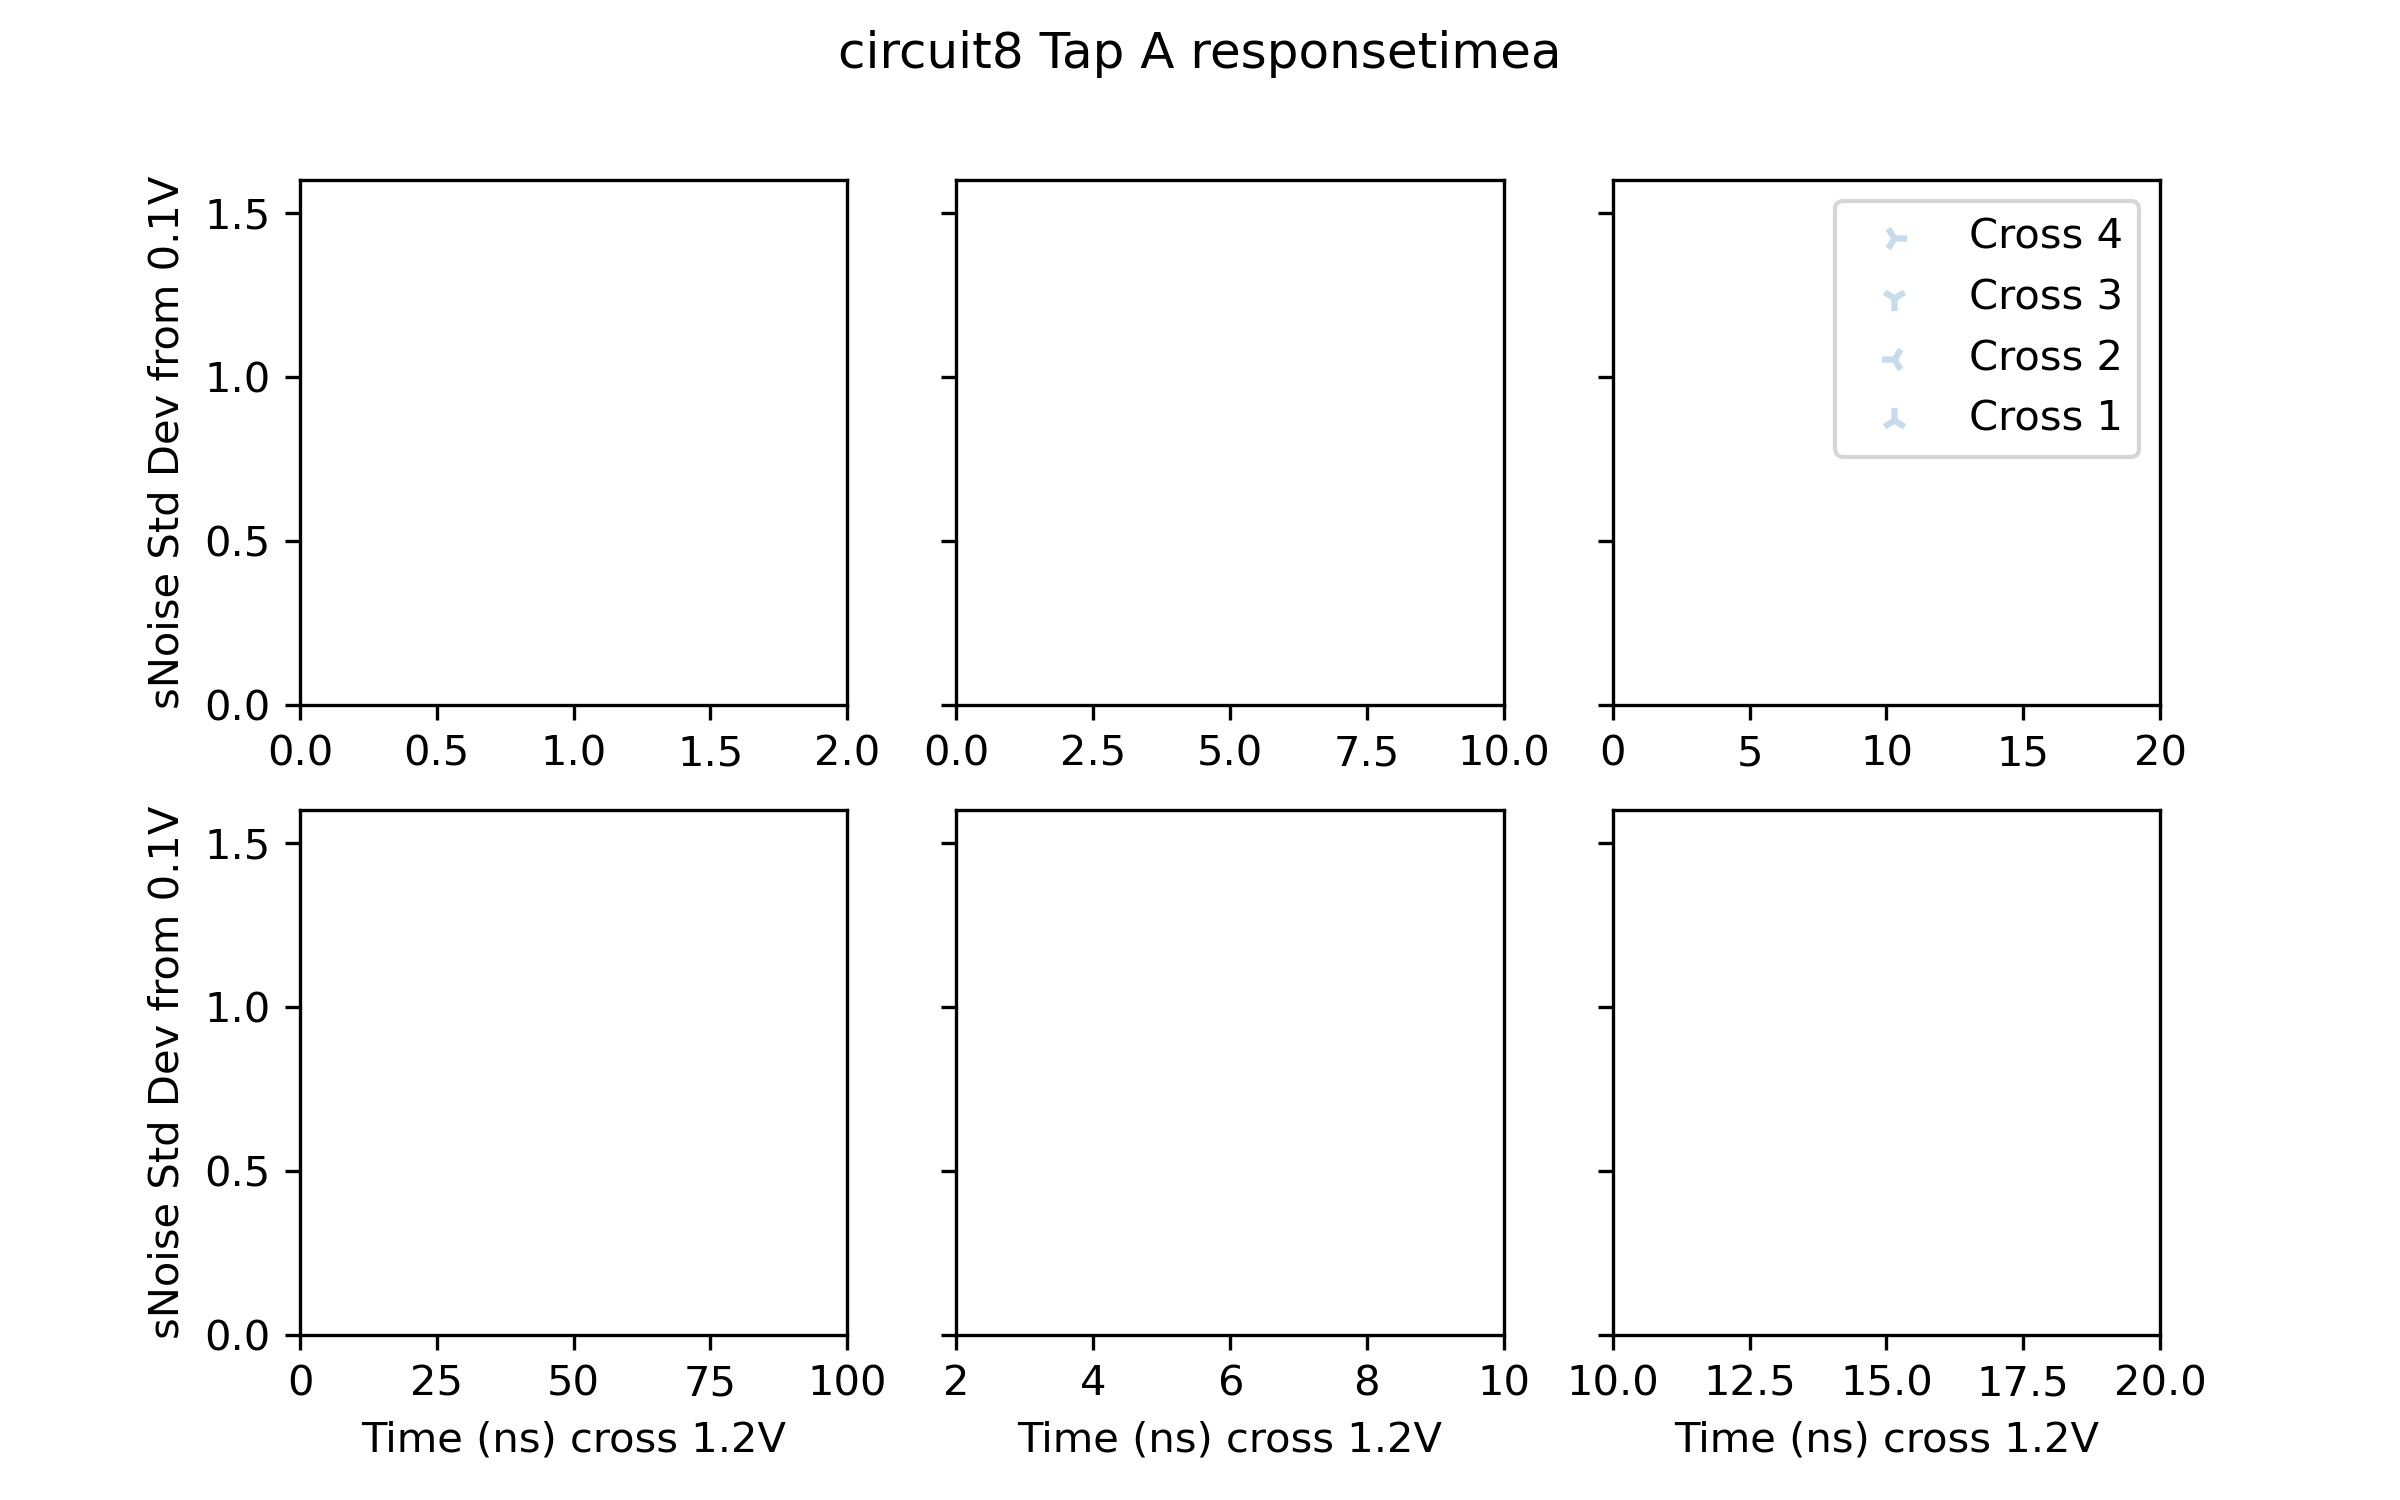 circuit8 Tap A responsetimea
sNoise Std Dev from 0.1V
1.5
1.0
0.5
0.0
0.0 0.5 1.0 1.5 2.0
0.0 2.5 5.0 7.5 10.0
Cross 4
Cross 3
Cross 2
Cross 1
0 5 10 15 20
sNoise Std Dev from 0.1V
1.5
1.0
0.5
0.0
0 25 50 75 100
Time (ns) cross 1.2V
2 4 6 8 10
Time (ns) cross 1.2V
10.0 12.5 15.0 17.5 20.0
Time (ns) cross 1.2V